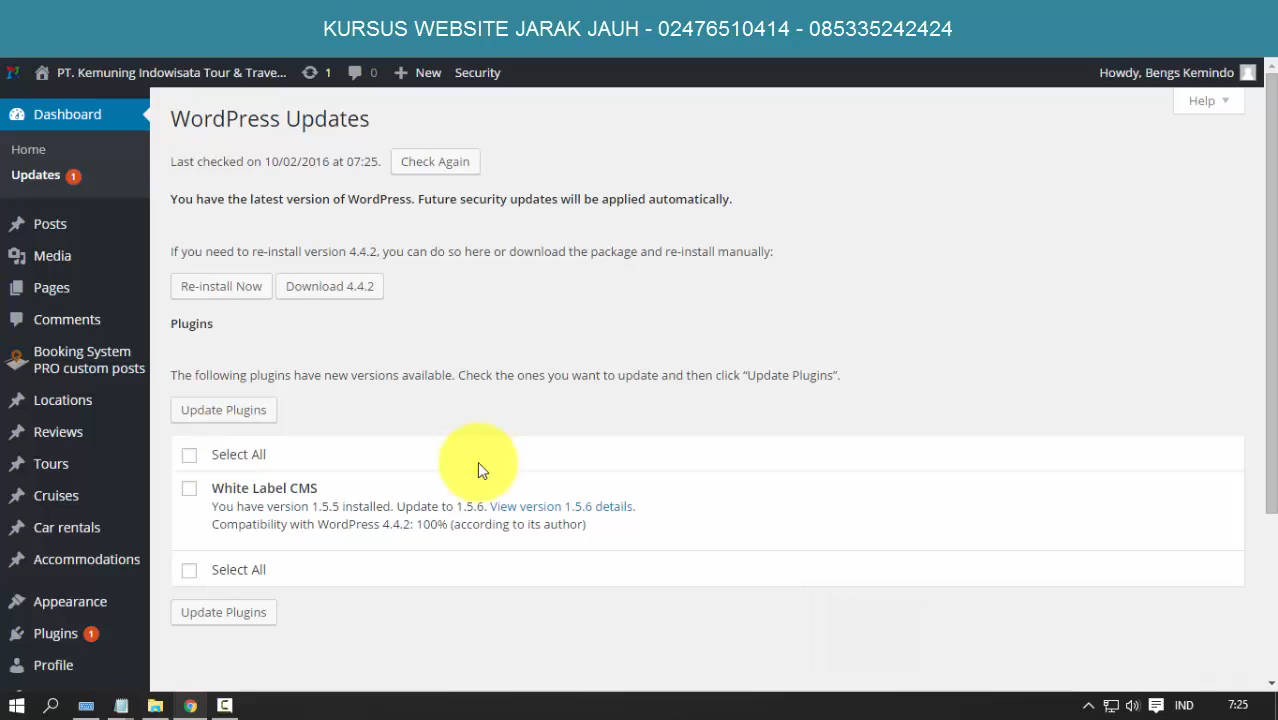 KURSUS WEBSITE JARAK JAUH - 02476510414 - 085335242424
PT. Kemuning Indowisata Tour & Trave... 1 0 New Security Howdy, Bengs Kemindo
Help
Dashboard
Home
Updates 1
Posts
Media
Pages
Comments
Booking System
PRO custom posts
Locations
Reviews
Tours
Cruises
Car rentals
Accommodations
Appearance
Plugins 1
Profile
WordPress Updates
Last checked on 10/02/2016 at 07:25. Check Again
You have the latest version of WordPress. Future security updates will be applied automatically.
If you need to re-install version 4.4.2, you can do so here or download the package and re-install manually:
Re-install Now Download 4.4.2
Plugins
The following plugins have new versions available. Check the ones you want to update and then click “Update Plugins”.
Update Plugins
Select All
White Label CMS
You have version 1.5.5 installed. Update to 1.5.6. View version 1.5.6 details.
Compatibility with WordPress 4.4.2: 100% (according to its author)
Select All
Update Plugins
IND 7:25